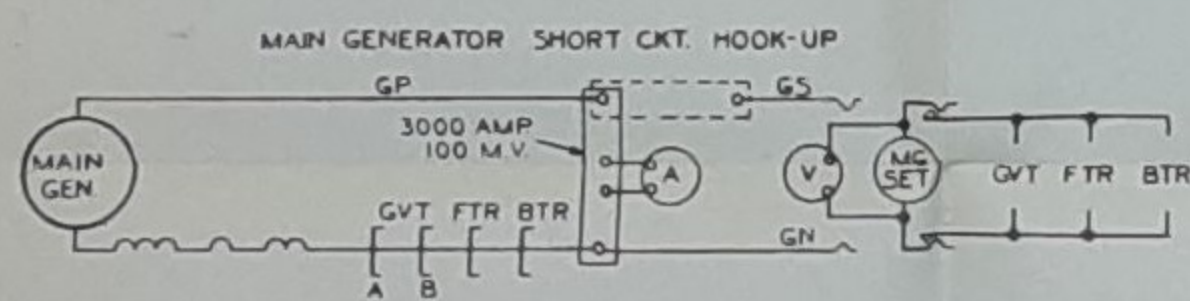 MAIN GENERATOR SHORT CKT. HOOK-UP
GP
GS
3000 AMP.
100 M.V.
MAIN
GEN.
A
V
MG
SET
GVT FTR BTR
GVT FTR BTR
GN
A B